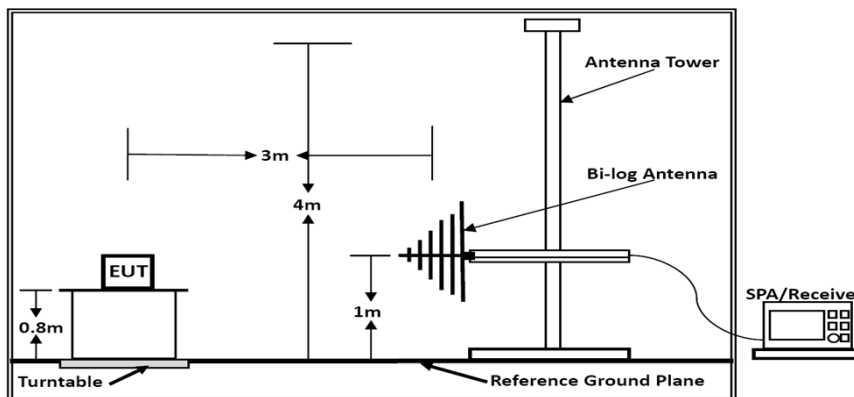 Antenna Tower
3m
Bi-log Antenna
4m
EUT
SPA/Receive
0.8m
1m
Turntable
Reference Ground Plane